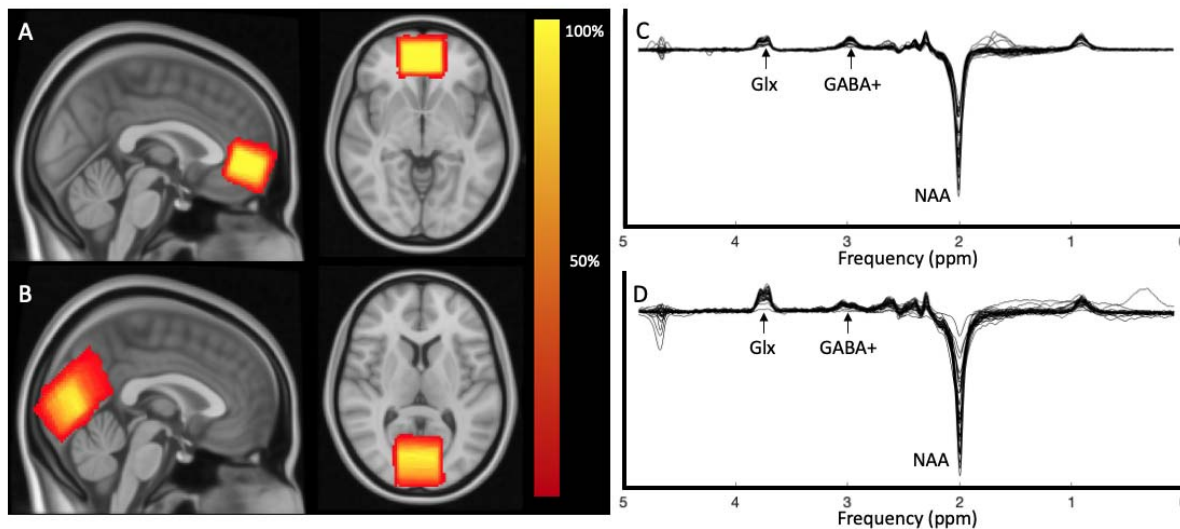 A
100%
50%
B
C
Glx
GABA+
NAA
5 4 3 2 1 0
Frequency (ppm)
D
Glx
GABA+
NAA
5 4 3 2 1 0
Frequency (ppm)